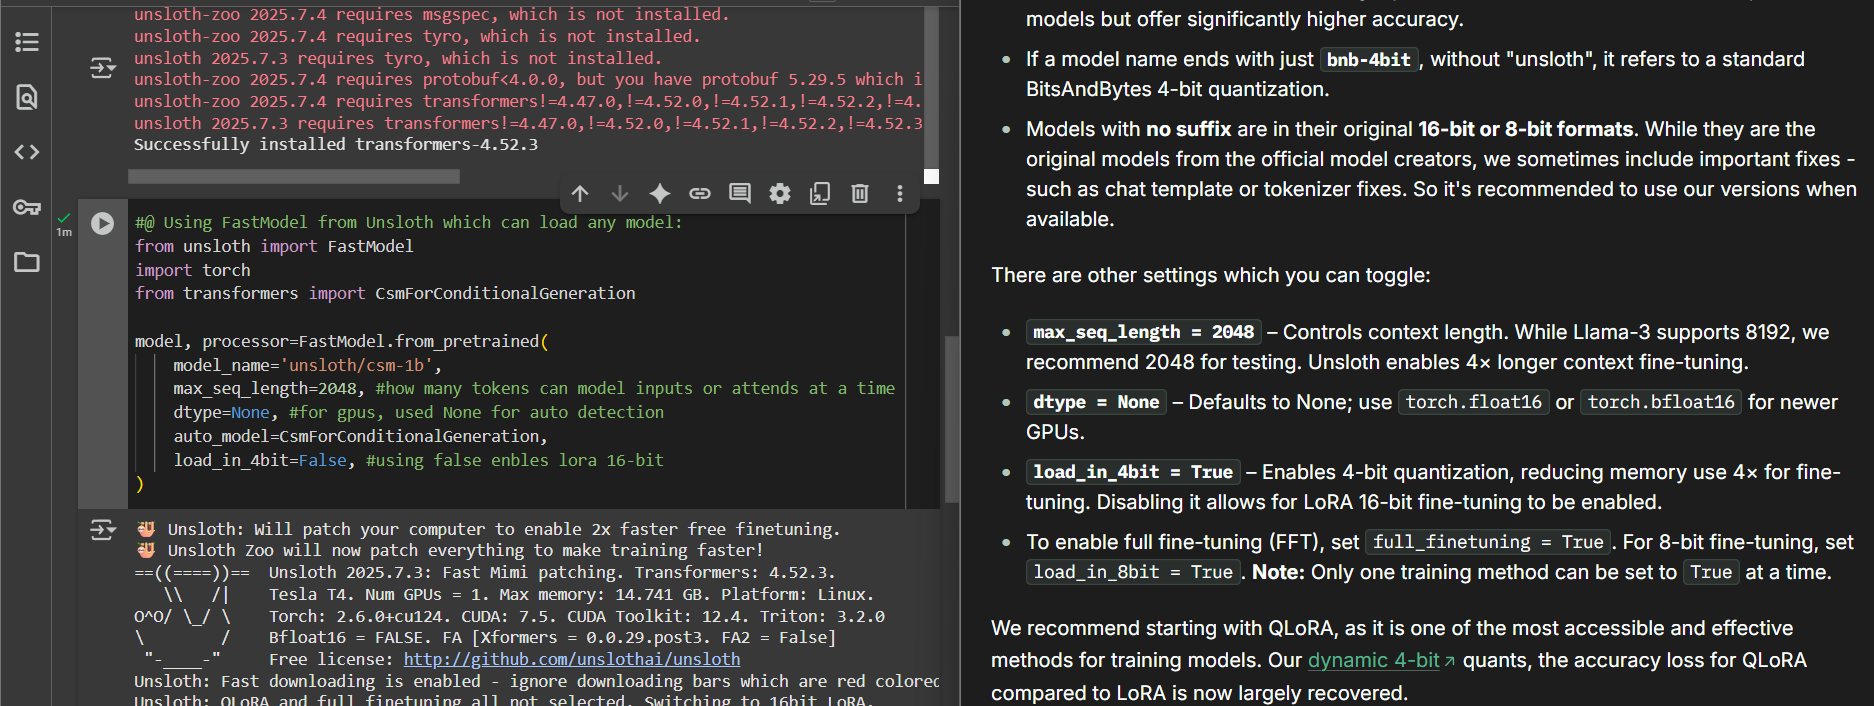 unsloth-zoo 2025.7.4 requires msgspec, which is not installed.
unsloth-zoo 2025.7.4 requires tyro, which is not installed.
unsloth 2025.7.3 requires tyro, which is not installed.
unsloth-zoo 2025.7.4 requires protobuf<4.0.0, but you have protobuf 5.29.5 which i
unsloth-zoo 2025.7.4 requires transformers!=4.47.0,!=4.52.0,!=4.52.1,!=4.52.2,!=4.
unsloth 2025.7.3 requires transformers!=4.47.0,!=4.52.0,!=4.52.1,!=4.52.2,!=4.52.3
Successfully installed transformers-4.52.3
1m
#@ Using FastModel from Unsloth which can load any model:
from unsloth import FastModel
import torch
from transformers import CsmForConditionalGeneration
model, processor=FastModel.from_pretrained(
model_name='unsloth/csm-1b',
max_seq_length=2048, #how many tokens can model inputs or attends at a time
dtype=None, #for gpus, used None for auto detection
auto_model=CsmForConditionalGeneration,
load_in_4bit=False, #using false enbles lora 16-bit
)
🦥 Unsloth: Will patch your computer to enable 2x faster free finetuning.
🦥 Unsloth Zoo will now patch everything to make training faster!
==((====))==  Unsloth 2025.7.3: Fast Mimi patching. Transformers: 4.52.3.
   \\   /|    Tesla T4. Num GPUs = 1. Max memory: 14.741 GB. Platform: Linux.
O^O/ \_/ \    Torch: 2.6.0+cu124. CUDA: 7.5. CUDA Toolkit: 12.4. Triton: 3.2.0
\        /    Bfloat16 = FALSE. FA [Xformers = 0.0.29.post3. FA2 = False]
 "-____-"     Free license: http://github.com/unslothai/unsloth
Unsloth: Fast downloading is enabled - ignore downloading bars which are red colored
Unsloth: QLoRA and full finetuning all not selected. Switching to 16bit LoRA.
models but offer significantly higher accuracy.
• If a model name ends with just bnb-4bit, without "unsloth", it refers to a standard
BitsAndBytes 4-bit quantization.
• Models with no suffix are in their original 16-bit or 8-bit formats. While they are the
original models from the official model creators, we sometimes include important fixes -
such as chat template or tokenizer fixes. So it's recommended to use our versions when
available.
There are other settings which you can toggle:
• max_seq_length = 2048 – Controls context length. While Llama-3 supports 8192, we
recommend 2048 for testing. Unsloth enables 4× longer context fine-tuning.
• dtype = None – Defaults to None; use torch.float16 or torch.bfloat16 for newer
GPUs.
• load_in_4bit = True – Enables 4-bit quantization, reducing memory use 4× for fine-
tuning. Disabling it allows for LoRA 16-bit fine-tuning to be enabled.
• To enable full fine-tuning (FFT), set full_finetuning = True. For 8-bit fine-tuning, set
load_in_8bit = True. Note: Only one training method can be set to True at a time.
We recommend starting with QLoRA, as it is one of the most accessible and effective
methods for training models. Our dynamic 4-bit↗ quants, the accuracy loss for QLoRA
compared to LoRA is now largely recovered.